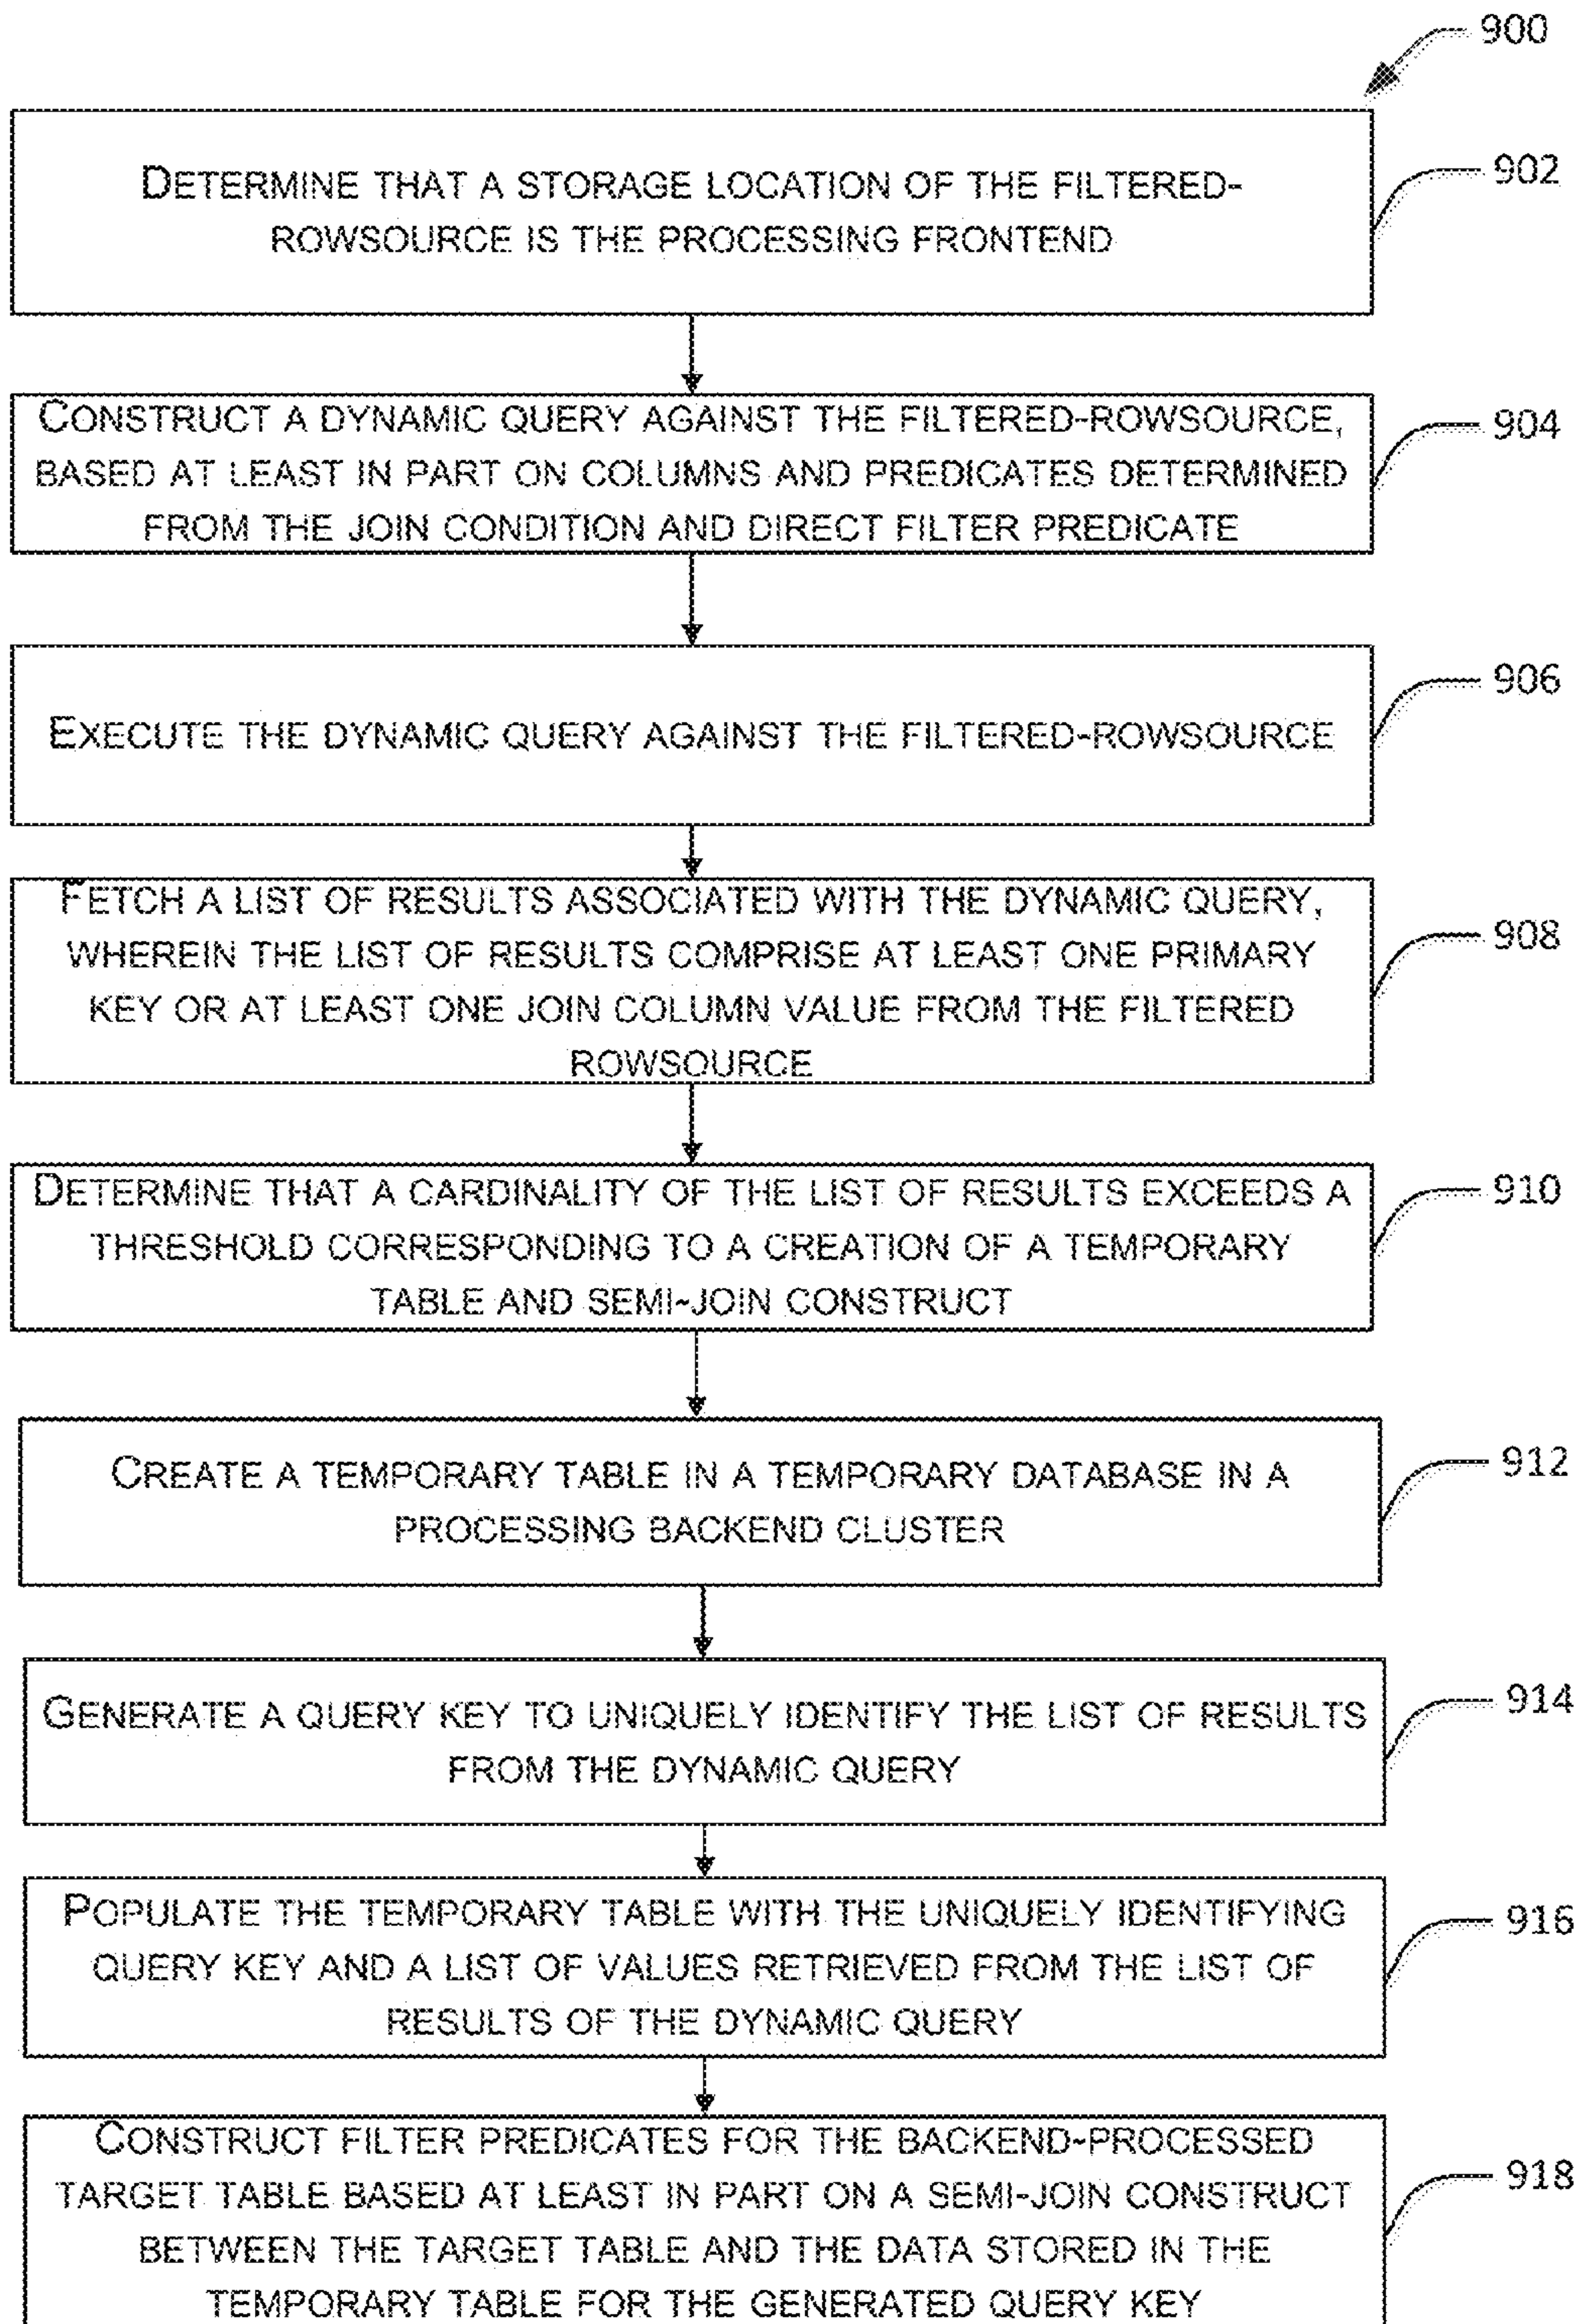 900
DETERMINE THAT A STORAGE LOCATION OF THE FILTERED-
ROWSOURCE IS THE PROCESSING FRONTEND
902
CONSTRUCT A DYNAMIC QUERY AGAINST THE FILTERED-ROWSOURCE,
BASED AT LEAST IN PART ON COLUMNS AND PREDICATES DETERMINED
FROM THE JOIN CONDITION AND DIRECT FILTER PREDICATE
904
EXECUTE THE DYNAMIC QUERY AGAINST THE FILTERED-ROWSOURCE
906
FETCH A LIST OF RESULTS ASSOCIATED WITH THE DYNAMIC QUERY,
WHEREIN THE LIST OF RESULTS COMPRISE AT LEAST ONE PRIMARY
KEY OR AT LEAST ONE JOIN COLUMN VALUE FROM THE FILTERED
ROWSOURCE
908
DETERMINE THAT A CARDINALITY OF THE LIST OF RESULTS EXCEEDS A
THRESHOLD CORRESPONDING TO A CREATION OF A TEMPORARY
TABLE AND SEMI-JOIN CONSTRUCT
910
CREATE A TEMPORARY TABLE IN A TEMPORARY DATABASE IN A
PROCESSING BACKEND CLUSTER
912
GENERATE A QUERY KEY TO UNIQUELY IDENTIFY THE LIST OF RESULTS
FROM THE DYNAMIC QUERY
914
POPULATE THE TEMPORARY TABLE WITH THE UNIQUELY IDENTIFYING
QUERY KEY AND A LIST OF VALUES RETRIEVED FROM THE LIST OF
RESULTS OF THE DYNAMIC QUERY
916
CONSTRUCT FILTER PREDICATES FOR THE BACKEND-PROCESSED
TARGET TABLE BASED AT LEAST IN PART ON A SEMI-JOIN CONSTRUCT
BETWEEN THE TARGET TABLE AND THE DATA STORED IN THE
TEMPORARY TABLE FOR THE GENERATED QUERY KEY
918